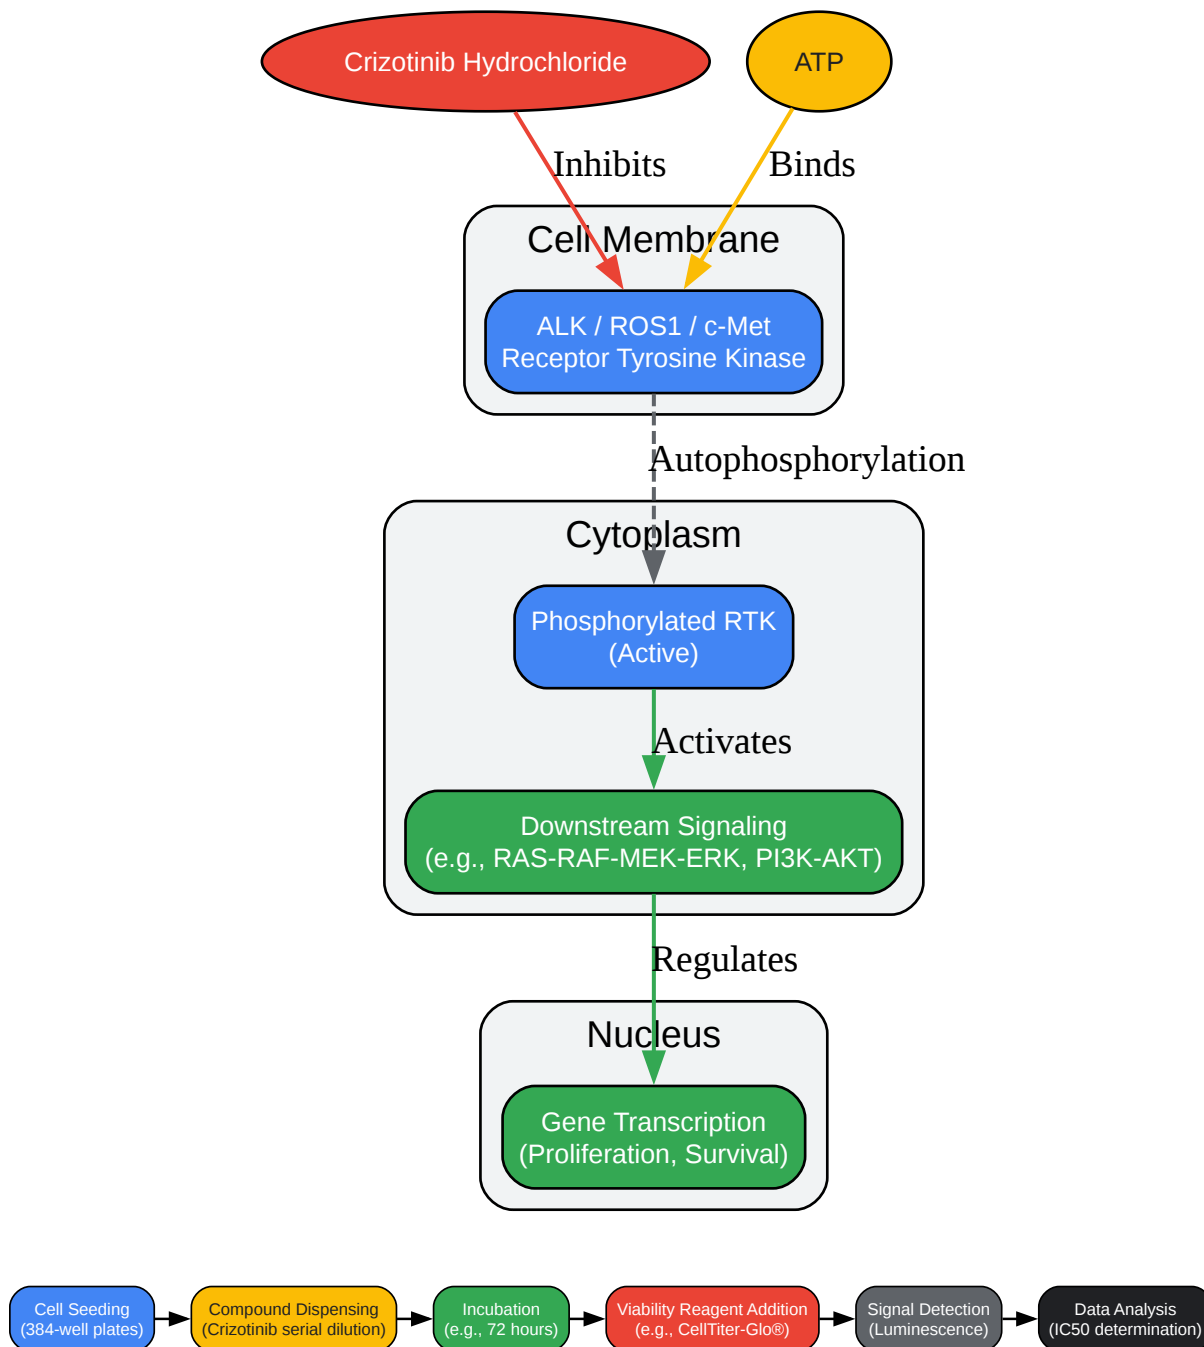 Crizotinib Hydrochloride
ATP
Inhibits
Binds
Cell Membrane
ALK / ROS1 / c-Met
Receptor Tyrosine Kinase
Autophosphorylation
Cytoplasm
Phosphorylated RTK
(Active)
Activates
Downstream Signaling
(e.g., RAS-RAF-MEK-ERK, PI3K-AKT)
Regulates
Nucleus
Gene Transcription
(Proliferation, Survival)
Cell Seeding
(384-well plates)
Compound Dispensing
(Crizotinib serial dilution)
Incubation
(e.g., 72 hours)
Viability Reagent Addition
(e.g., CellTiter-Glo®)
Signal Detection
(Luminescence)
Data Analysis
(IC50 determination)